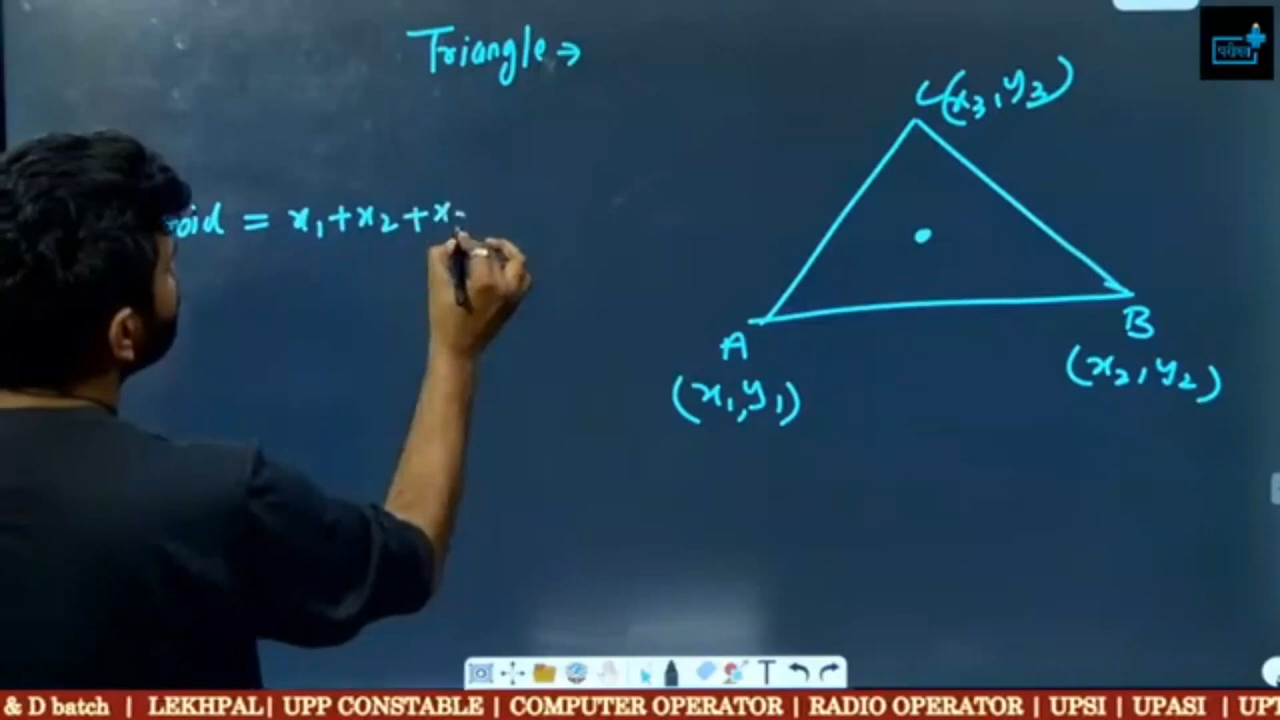 Triangle →
C(x₃,y₃)
oid = x₁+x₂+x
A
(x₁,y₁)
B
(x₂,y₂)
T
परीक्षा
& D batch | LEKHPAL| UPP CONSTABLE | COMPUTER OPERATOR | RADIO OPERATOR | UPSI | UPASI | UP